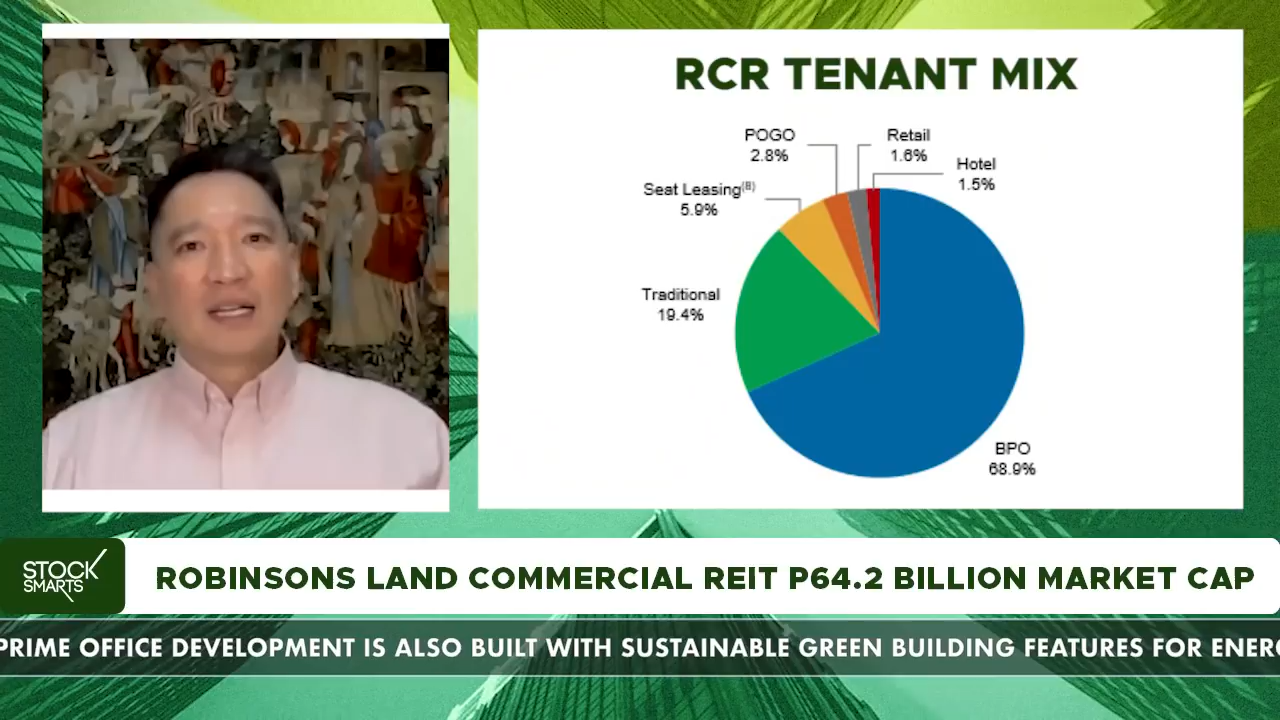 RCR TENANT MIX
POGO
2.8%
Retail
1.6%
Hotel
1.5%
Seat Leasing(8)
5.9%
Traditional
19.4%
BPO
68.9%
STOCK
SMARTS
ROBINSONS LAND COMMERCIAL REIT P64.2 BILLION MARKET CAP
PRIME OFFICE DEVELOPMENT IS ALSO BUILT WITH SUSTAINABLE GREEN BUILDING FEATURES FOR ENERG